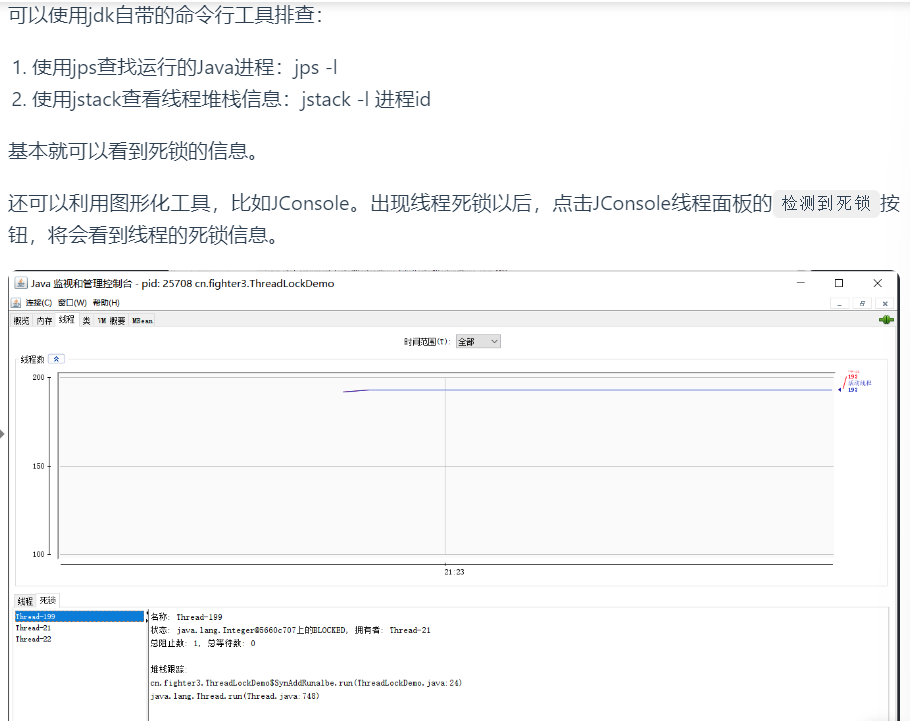 可以使用jdk自带的命令行工具排查：
1. 使用jps查找运行的Java进程：jps -l
2. 使用jstack查看线程堆栈信息：jstack -l 进程id
基本就可以看到死锁的信息。
还可以利用图形化工具，比如JConsole。出现线程死锁以后，点击JConsole线程面板的 检测到死锁 按
钮，将会看到线程的死锁信息。
Java 监视和管理控制台 - pid: 25708 cn.fighter3.ThreadLockDemo
连接(C) 窗口(W) 帮助(H)
概览 内存 线程 类 VM 概要 MBean
时间范围(T): 全部
线程数
200
193
活动线程
193
150
100
21:23
线程 死锁
Thread-199
Thread-21
Thread-22
名称: Thread-199
状态: java.lang.Integer@5660c707上的BLOCKED, 拥有者: Thread-21
总阻止数: 1, 总等待数: 0
堆栈跟踪:
cn.fighter3.ThreadLockDemo$SynAddRunalbe.run(ThreadLockDemo.java:24)
java.lang.Thread.run(Thread.java:748)